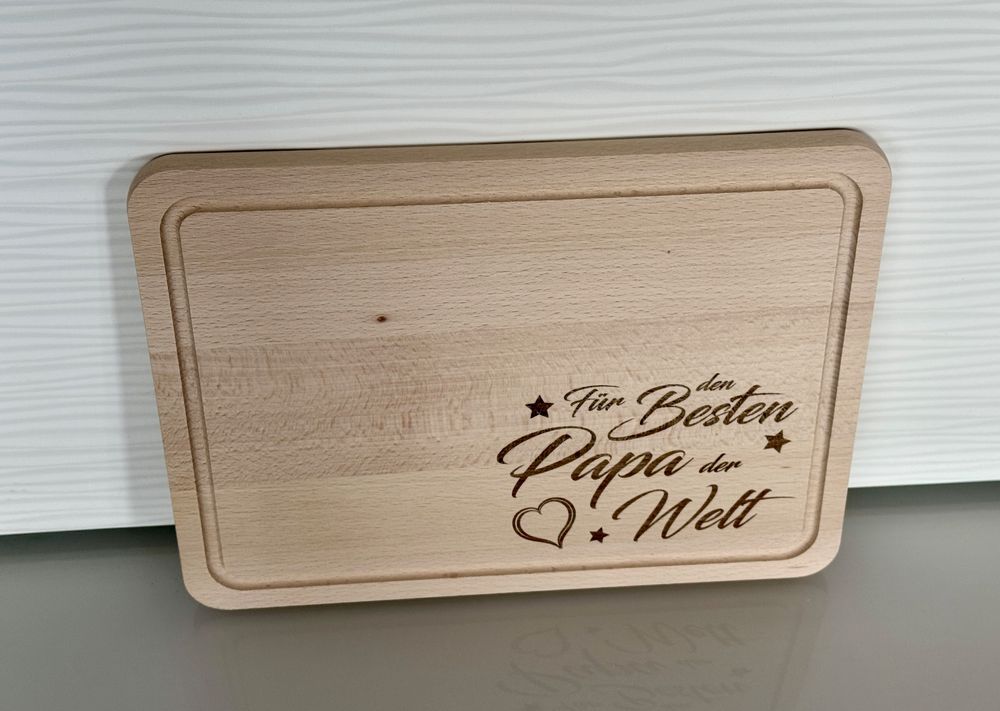 Für den Besten
Papa der
Welt